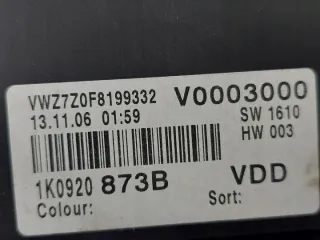 VWZ7Z0F8199332 V0003000
13.11.06 01:59 SW 1610
HW 003
1K0920 873B VDD
Colour: Sort: